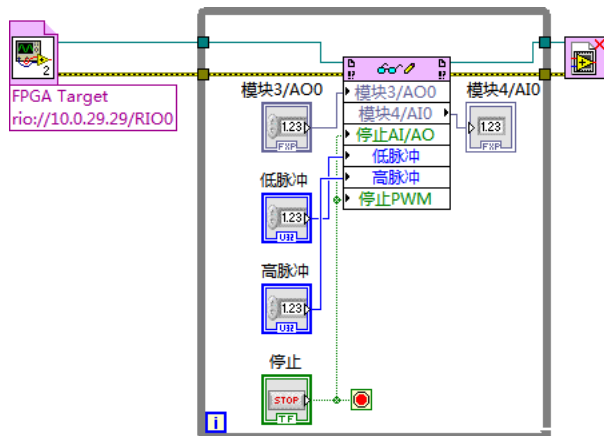 2
FPGA Target
rio://10.0.29.29/RIO0
模块3/AO0
1.23
FXP
模块3/AO0
模块4/AI0
停止AI/AO
低脉冲
高脉冲
停止PWM
模块4/AI0
1.23
FXP
低脉冲
1.23
U32
高脉冲
1.23
U32
停止
STOP
TF
i